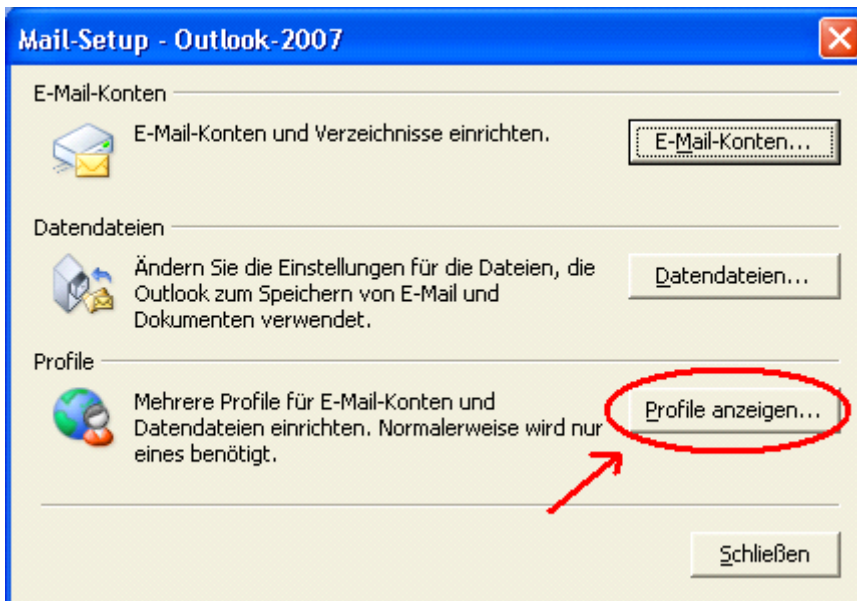 Mail-Setup - Outlook-2007
E-Mail-Konten
E-Mail-Konten und Verzeichnisse einrichten.
E-Mail-Konten...
Datendateien
Ändern Sie die Einstellungen für die Dateien, die
Outlook zum Speichern von E-Mail und
Dokumenten verwendet.
Datendateien...
Profile
Mehrere Profile für E-Mail-Konten und
Datendateien einrichten. Normalerweise wird nur
eines benötigt.
Profile anzeigen...
Schließen